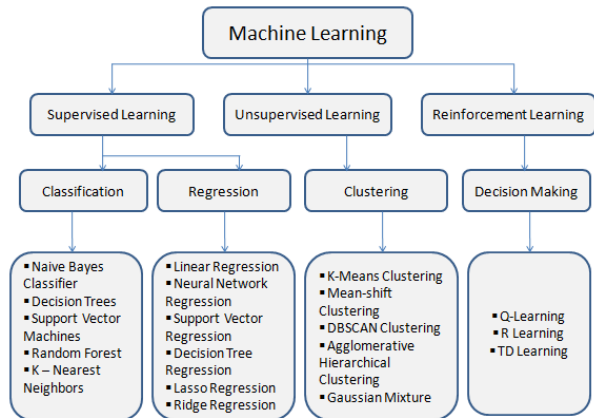 Machine Learning
Supervised Learning
Unsupervised Learning
Reinforcement Learning
Classification
Regression
Clustering
Decision Making
▪ Naive Bayes
Classifier
▪ Decision Trees
▪ Support Vector
Machines
▪ Random Forest
▪ K – Nearest
Neighbors
▪ Linear Regression
▪ Neural Network
Regression
▪ Support Vector
Regression
▪ Decision Tree
Regression
▪ Lasso Regression
▪ Ridge Regression
▪ K-Means Clustering
▪ Mean-shift
Clustering
▪ DBSCAN Clustering
▪ Agglomerative
Hierarchical
Clustering
▪ Gaussian Mixture
▪ Q-Learning
▪ R Learning
▪ TD Learning